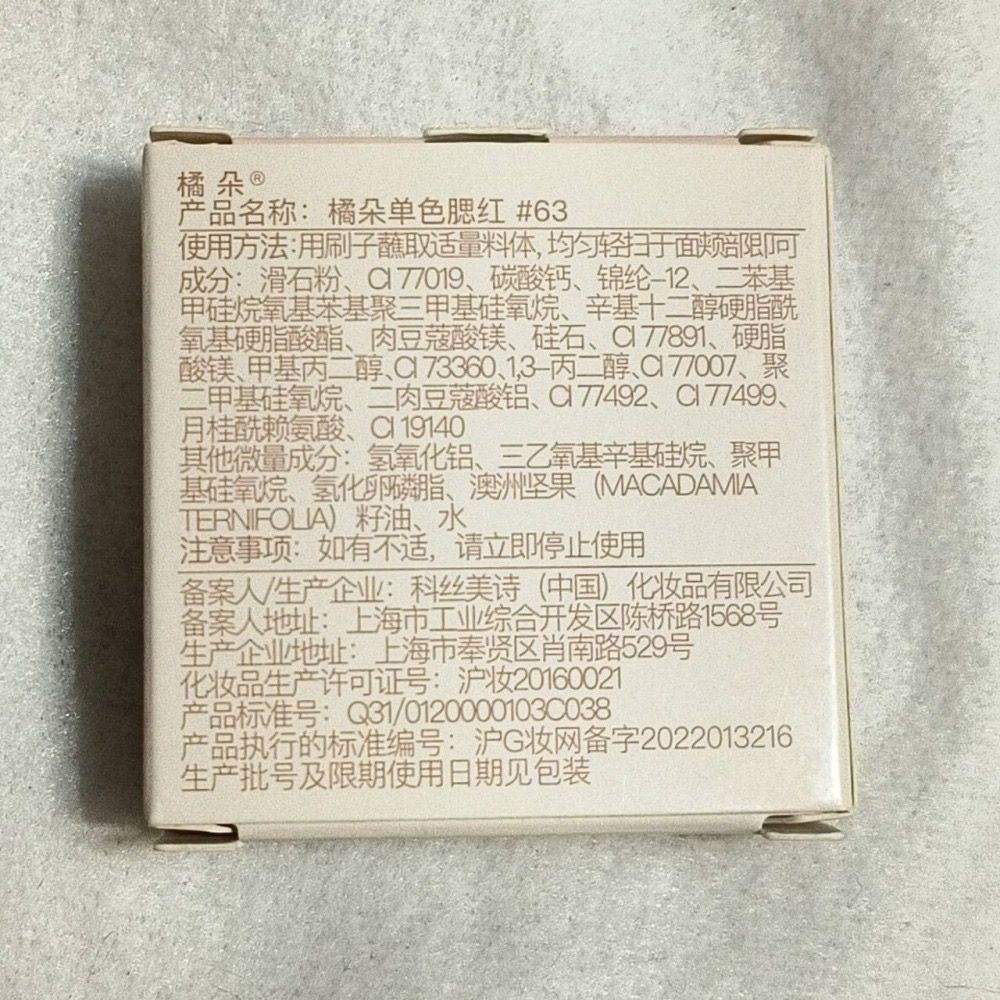 橘朵®
产品名称：橘朵单色腮红 #63
使用方法:用刷子蘸取适量料体,均匀轻扫于面颊部限即可
成分：滑石粉、CI 77019、碳酸钙、锦纶-12、二苯基
甲硅烷氧基苯基聚三甲基硅氧烷、辛基十二醇硬脂酰
氧基硬脂酸酯、肉豆蔻酸镁、硅石、CI 77891、硬脂
酸镁、甲基丙二醇、CI 73360、1,3-丙二醇、CI 77007、聚
二甲基硅氧烷、二肉豆蔻酸铝、CI 77492、CI 77499、
月桂酰赖氨酸、CI 19140
其他微量成分：氢氧化铝、三乙氧基辛基硅烷、聚甲
基硅氧烷、氢化卵磷脂、澳洲坚果（MACADAMIA
TERNIFOLIA）籽油、水
注意事项：如有不适，请立即停止使用
备案人/生产企业：科丝美诗（中国）化妆品有限公司
备案人地址：上海市工业综合开发区陈桥路1568号
生产企业地址：上海市奉贤区肖南路529号
化妆品生产许可证号：沪妆20160021
产品标准号：Q31/0120000103C038
产品执行的标准编号：沪G妆网备字2022013216
生产批号及限期使用日期见包装